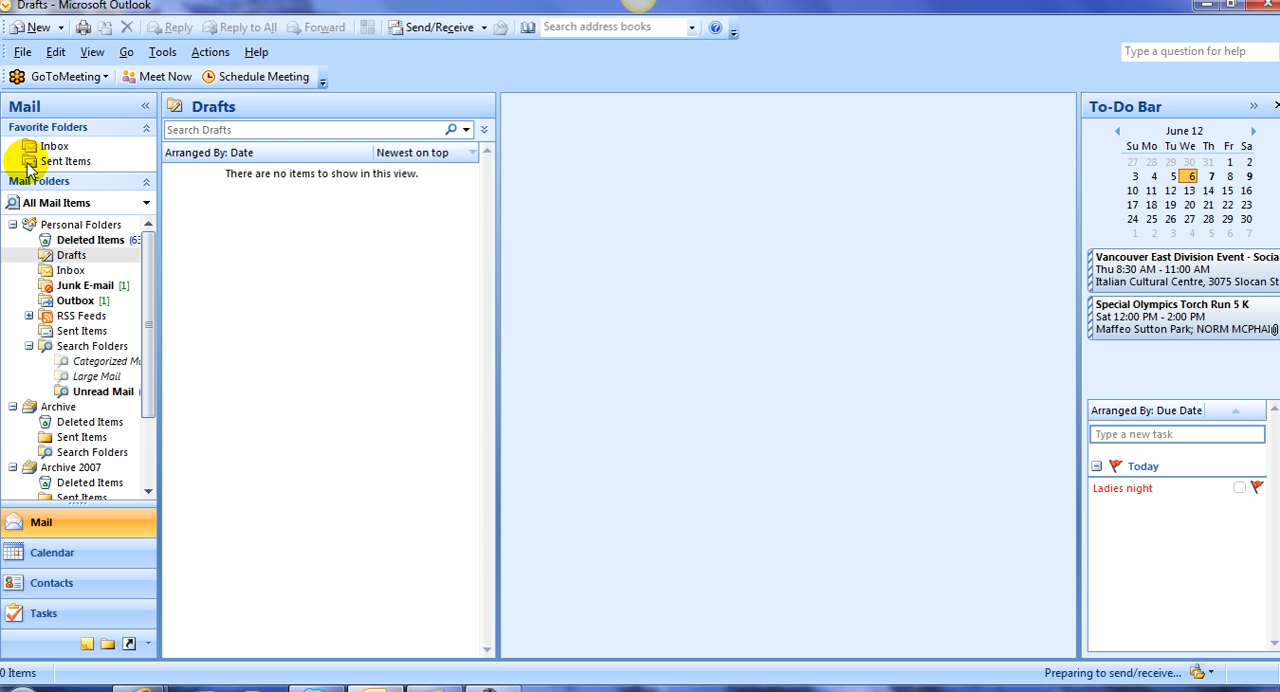 Drafts - Microsoft Outlook
New Reply Reply to All Forward Send/Receive Search address books
File Edit View Go Tools Actions Help
Type a question for help
GoToMeeting Meet Now Schedule Meeting
Mail
Favorite Folders
Inbox
Sent Items
Mail Folders
All Mail Items
Personal Folders
Deleted Items (63
Drafts
Inbox
Junk E-mail [1]
Outbox [1]
RSS Feeds
Sent Items
Search Folders
Categorized Ma
Large Mail
Unread Mail (
Archive
Deleted Items
Sent Items
Search Folders
Archive 2007
Deleted Items
Sent Items
Mail
Calendar
Contacts
Tasks
Drafts
Search Drafts
Arranged By: Date Newest on top
There are no items to show in this view.
To-Do Bar
June 12
Su Mo Tu We Th Fr Sa
27 28 29 30 31 1 2
3 4 5 6 7 8 9
10 11 12 13 14 15 16
17 18 19 20 21 22 23
24 25 26 27 28 29 30
1 2 3 4 5 6 7
Vancouver East Division Event - Socia
Thu 8:30 AM - 11:00 AM
Italian Cultural Centre, 3075 Slocan St
Special Olympics Torch Run 5 K
Sat 12:00 PM - 2:00 PM
Maffeo Sutton Park; NORM MCPHAI
Arranged By: Due Date
Type a new task
Today
Ladies night
0 Items
Preparing to send/receive...